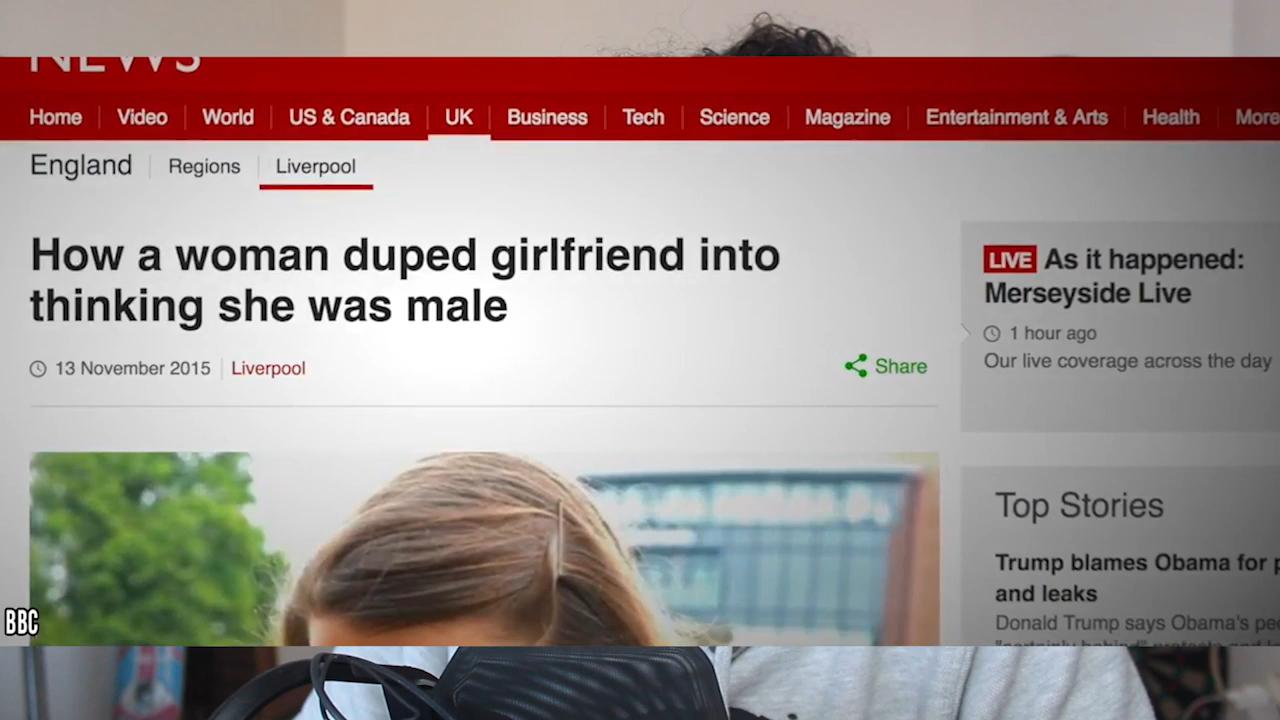 NEWS
Home Video World US & Canada UK Business Tech Science Magazine Entertainment & Arts Health More
England Regions Liverpool
How a woman duped girlfriend into
thinking she was male
13 November 2015 Liverpool
Share
LIVE As it happened:
Merseyside Live
1 hour ago
Our live coverage across the day
Top Stories
Trump blames Obama for
and leaks
Donald Trump says Obama's
BBC